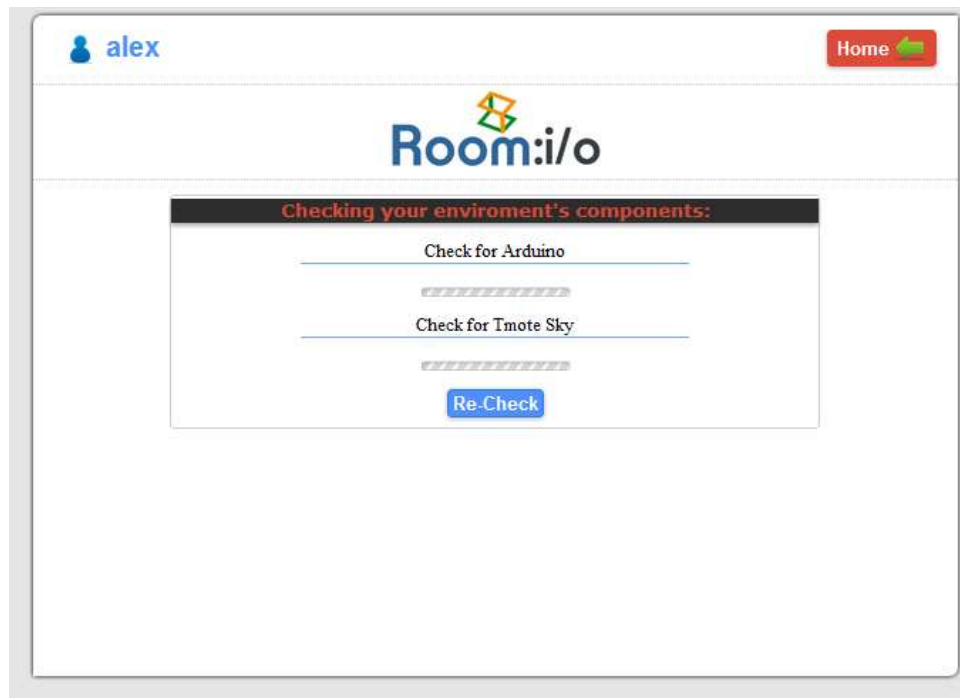 alex
Home
Room:i/o
Checking your enviroment's components:
Check for Arduino
Check for Tmote Sky
Re-Check